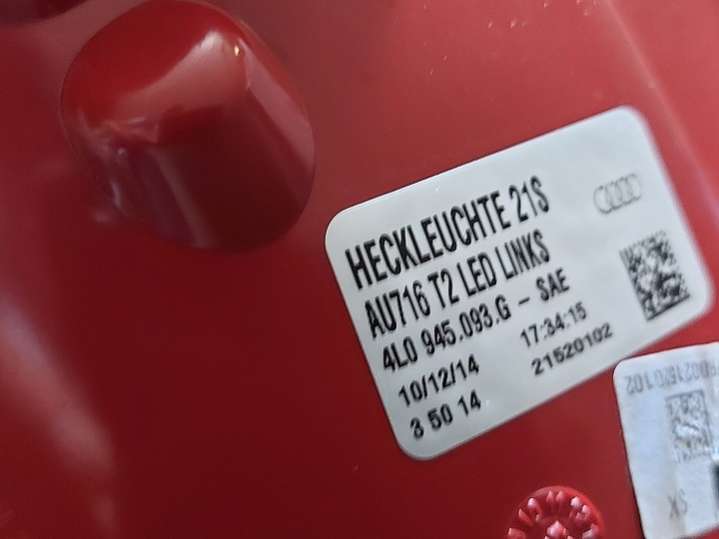 HECKLEUCHTE 21S
AU716 T2 LED LINKS
4L0 945.093.G - SAE
10/12/14 17:34:15
3 50 14 21520102
SK